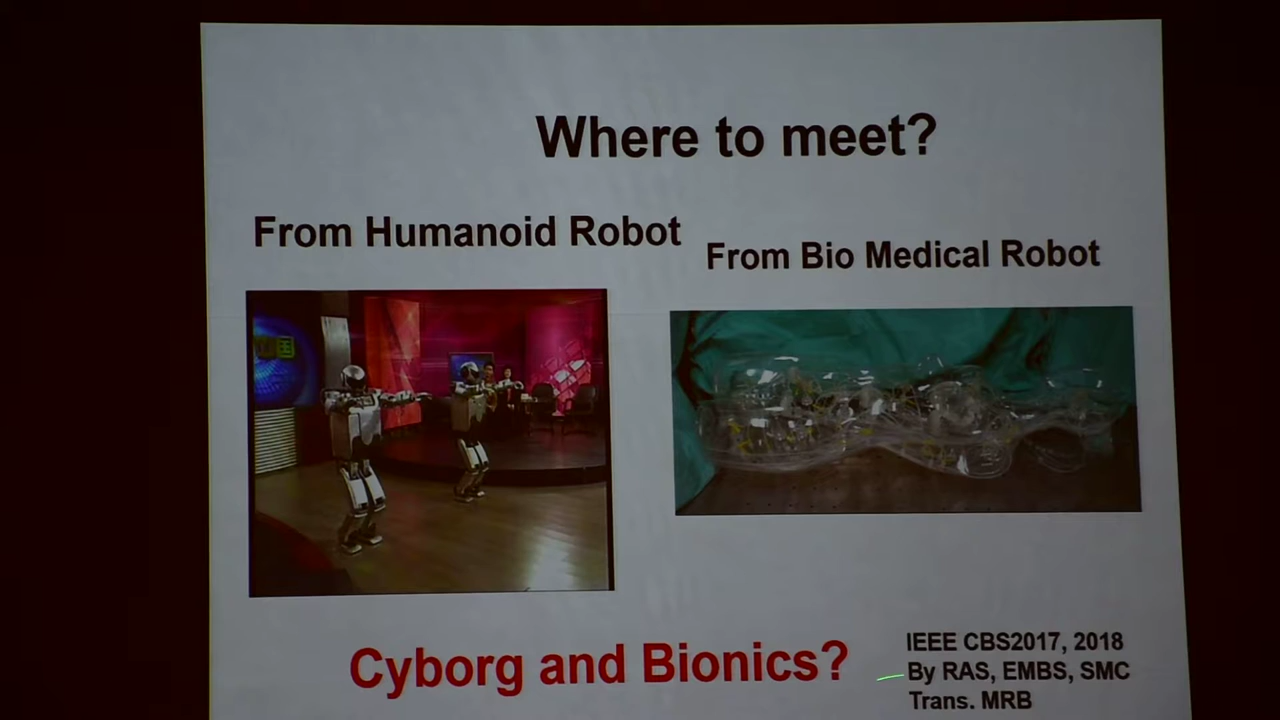 Where to meet?
From Humanoid Robot
From Bio Medical Robot
Cyborg and Bionics?
IEEE CBS2017, 2018
By RAS, EMBS, SMC
Trans. MRB